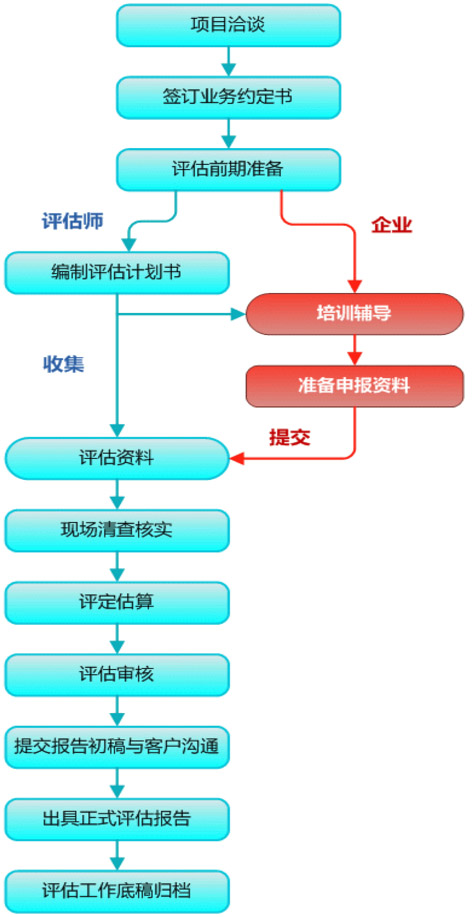 项目洽谈
签订业务约定书
评估前期准备
评估师
企业
编制评估计划书
培训辅导
收集
准备申报资料
提交
评估资料
现场清查核实
评定估算
评估审核
提交报告初稿与客户沟通
出具正式评估报告
评估工作底稿归档